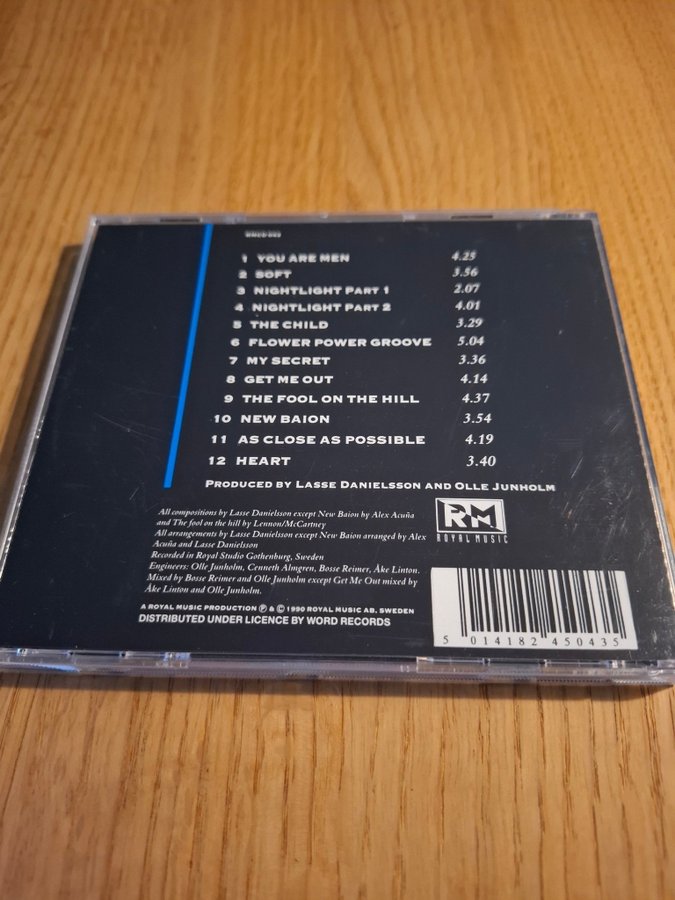 1 YOU ARE MEN 4.25
2 SOFT 3.56
3 NIGHTLIGHT PART 1 2.07
4 NIGHTLIGHT PART 2 4.01
5 THE CHILD 3.29
6 FLOWER POWER GROOVE 5.04
7 MY SECRET 3.36
8 GET ME OUT 4.14
9 THE FOOL ON THE HILL 4.37
10 NEW BAION 3.54
11 AS CLOSE AS POSSIBLE 4.19
12 HEART 3.40
PRODUCED BY LASSE DANIELSSON AND OLLE JUNHOLM
All compositions by Lasse Danielsson except New Baion by Alex Acuña
and The fool on the hill by Lennon/McCartney
All arrangements by Lasse Danielsson except New Baion arranged by Alex
Acuña and Lasse Danielsson
Recorded in Royal Studio Gothenburg, Sweden
Engineers: Olle Junholm, Cenneth Almgren, Bosse Reimer, Åke Linton.
Mixed by Bosse Reimer and Olle Junholm except Get Me Out mixed by
Åke Linton and Olle Junholm.
RM
ROYAL MUSIC
A ROYAL MUSIC PRODUCTION ℗ & © 1990 ROYAL MUSIC AB, SWEDEN
DISTRIBUTED UNDER LICENCE BY WORD RECORDS
5 014182 450435